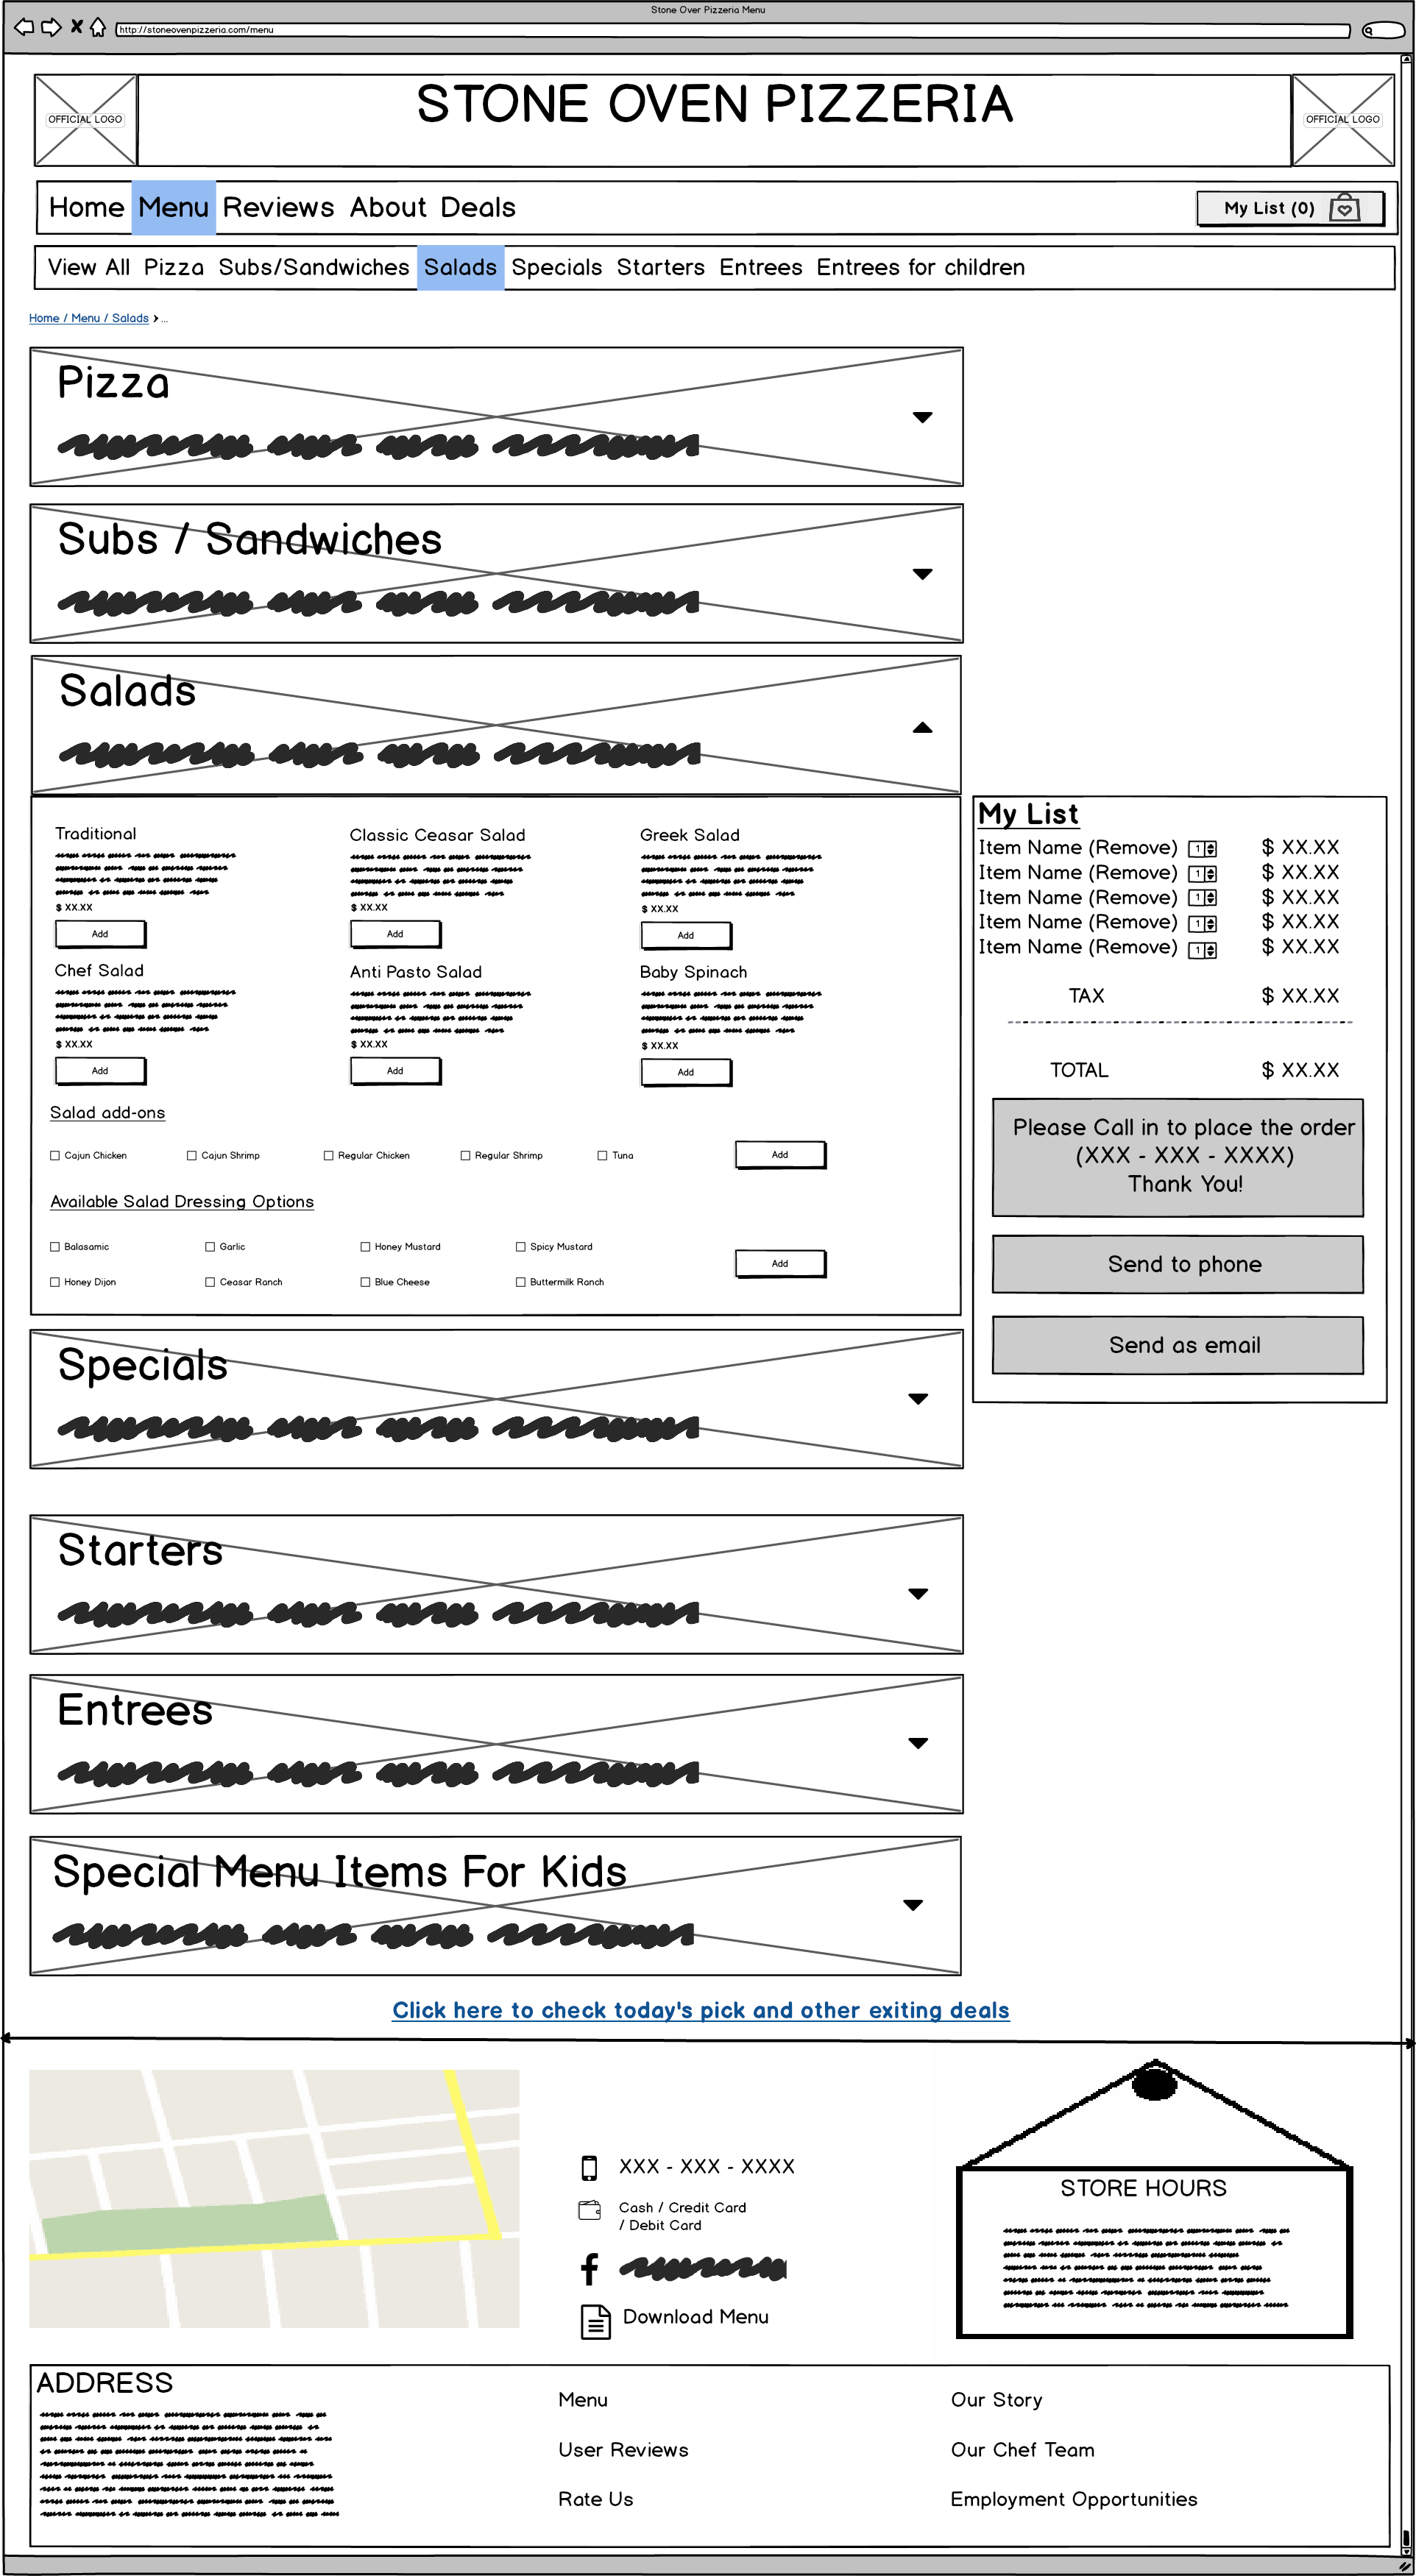 Stone Over Pizzeria Menu
http://stoneovenpizzeria.com/menu
OFFICIAL LOGO
STONE OVEN PIZZERIA
OFFICIAL LOGO
Home Menu Reviews About Deals
My List (0)
View All Pizza Subs/Sandwiches Salads Specials Starters Entrees Entrees for children
Home / Menu / Salads > ...
Pizza
Subs / Sandwiches
Salads
Traditional
$ XX.XX
Add
Classic Ceasar Salad
$ XX.XX
Add
Greek Salad
$ XX.XX
Add
Chef Salad
$ XX.XX
Add
Anti Pasto Salad
$ XX.XX
Add
Baby Spinach
$ XX.XX
Add
Salad add-ons
Cajun Chicken
Cajun Shrimp
Regular Chicken
Regular Shrimp
Tuna
Add
Available Salad Dressing Options
Balasamic
Garlic
Honey Mustard
Spicy Mustard
Honey Dijon
Ceasar Ranch
Blue Cheese
Buttermilk Ranch
Add
My List
Item Name (Remove) 1 $ XX.XX
Item Name (Remove) 1 $ XX.XX
Item Name (Remove) 1 $ XX.XX
Item Name (Remove) 1 $ XX.XX
Item Name (Remove) 1 $ XX.XX
TAX $ XX.XX
TOTAL $ XX.XX
Please Call in to place the order
(XXX - XXX - XXXX)
Thank You!
Send to phone
Send as email
Specials
Starters
Entrees
Special Menu Items For Kids
Click here to check today's pick and other exiting deals
XXX - XXX - XXXX
Cash / Credit Card
/ Debit Card
Download Menu
STORE HOURS
ADDRESS
Menu
User Reviews
Rate Us
Our Story
Our Chef Team
Employment Opportunities